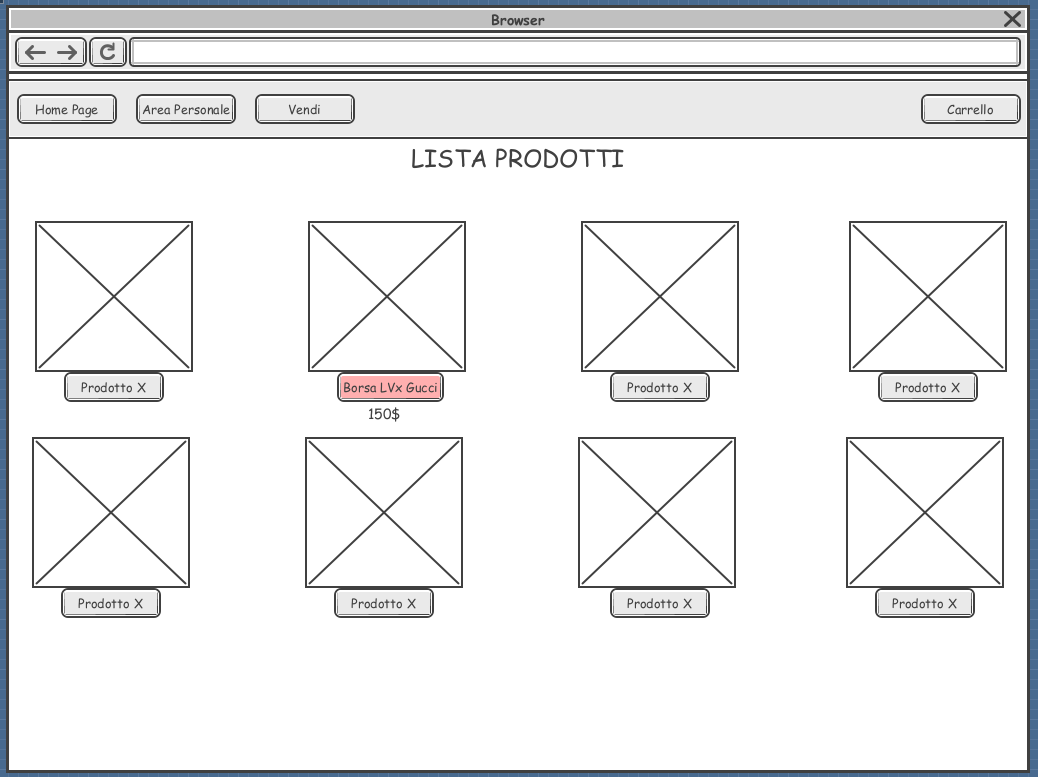 Browser
Home Page
Area Personale
Vendi
Carrello
LISTA PRODOTTI
Prodotto X
Borsa LVx Gucci
Prodotto X
Prodotto X
150$
Prodotto X
Prodotto X
Prodotto X
Prodotto X